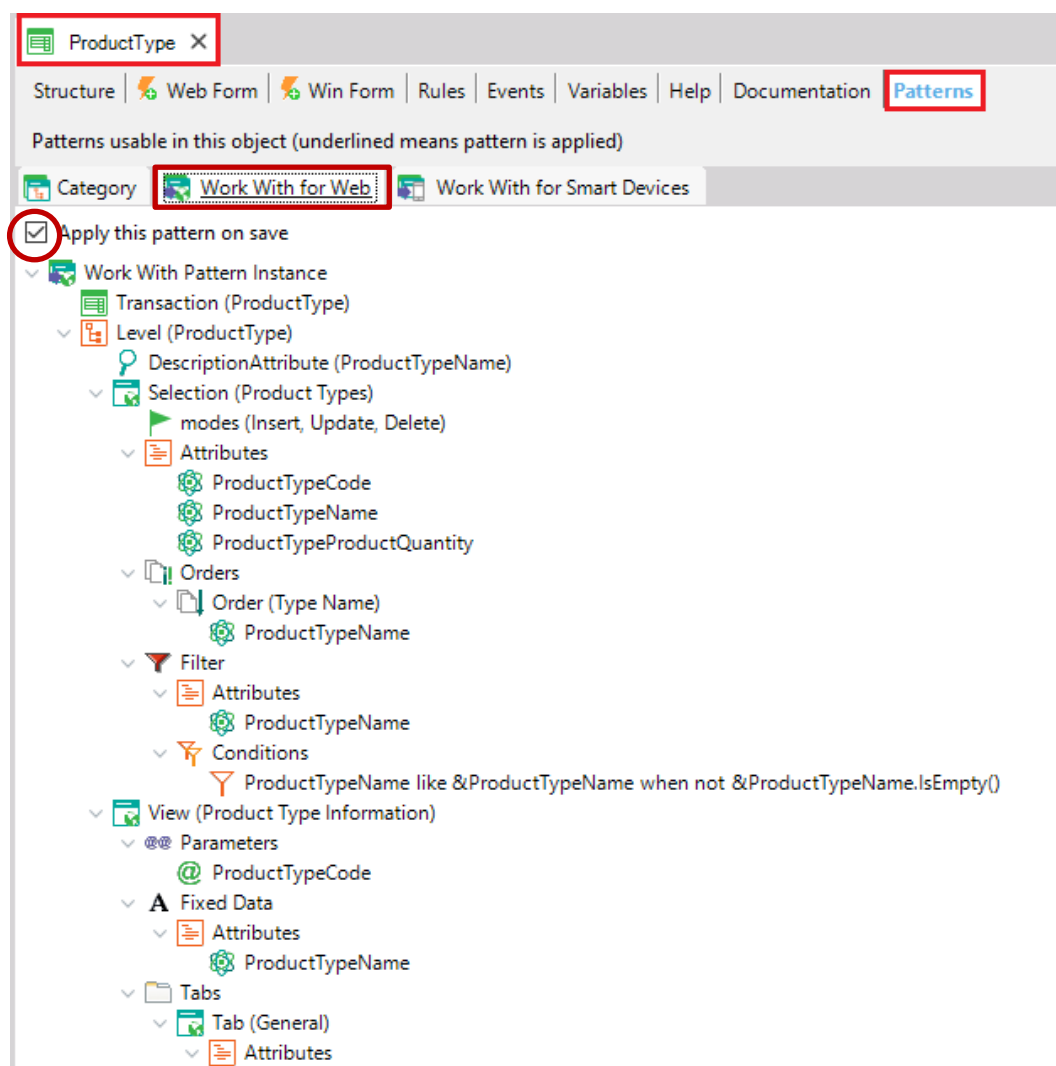 ProductType
Structure Web Form Win Form Rules Events Variables Help Documentation Patterns
Patterns usable in this object (underlined means pattern is applied)
Category Work With for Web Work With for Smart Devices
Apply this pattern on save
Work With Pattern Instance
Transaction (ProductType)
Level (ProductType)
DescriptionAttribute (ProductTypeName)
Selection (Product Types)
modes (Insert, Update, Delete)
Attributes
ProductTypeCode
ProductTypeName
ProductTypeProductQuantity
Orders
Order (Type Name)
ProductTypeName
Filter
Attributes
ProductTypeName
Conditions
ProductTypeName like &ProductTypeName when not &ProductTypeName.IsEmpty()
View (Product Type Information)
Parameters
ProductTypeCode
Fixed Data
Attributes
ProductTypeName
Tabs
Tab (General)
Attributes